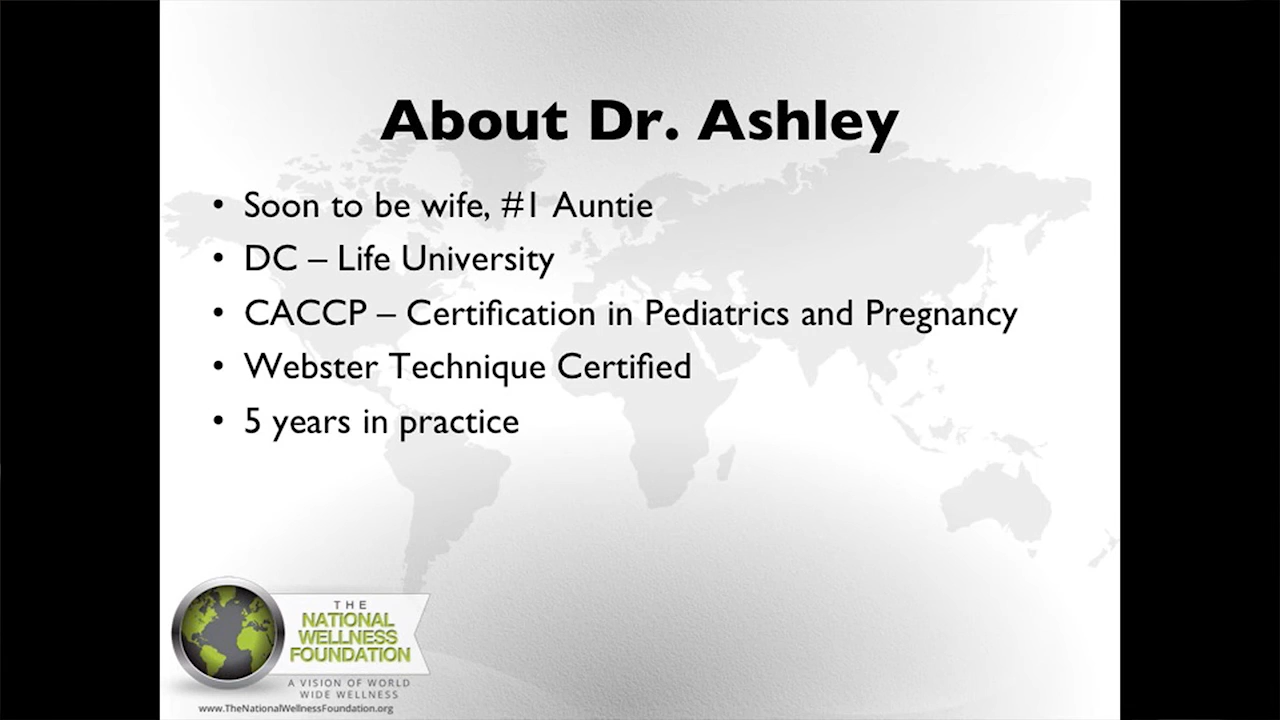 About Dr. Ashley
• Soon to be wife, #1 Auntie
• DC – Life University
• CACCP – Certification in Pediatrics and Pregnancy
• Webster Technique Certified
• 5 years in practice
THE
NATIONAL
WELLNESS
FOUNDATION
A VISION OF WORLD
WIDE WELLNESS
www.TheNationalWellnessFoundation.org